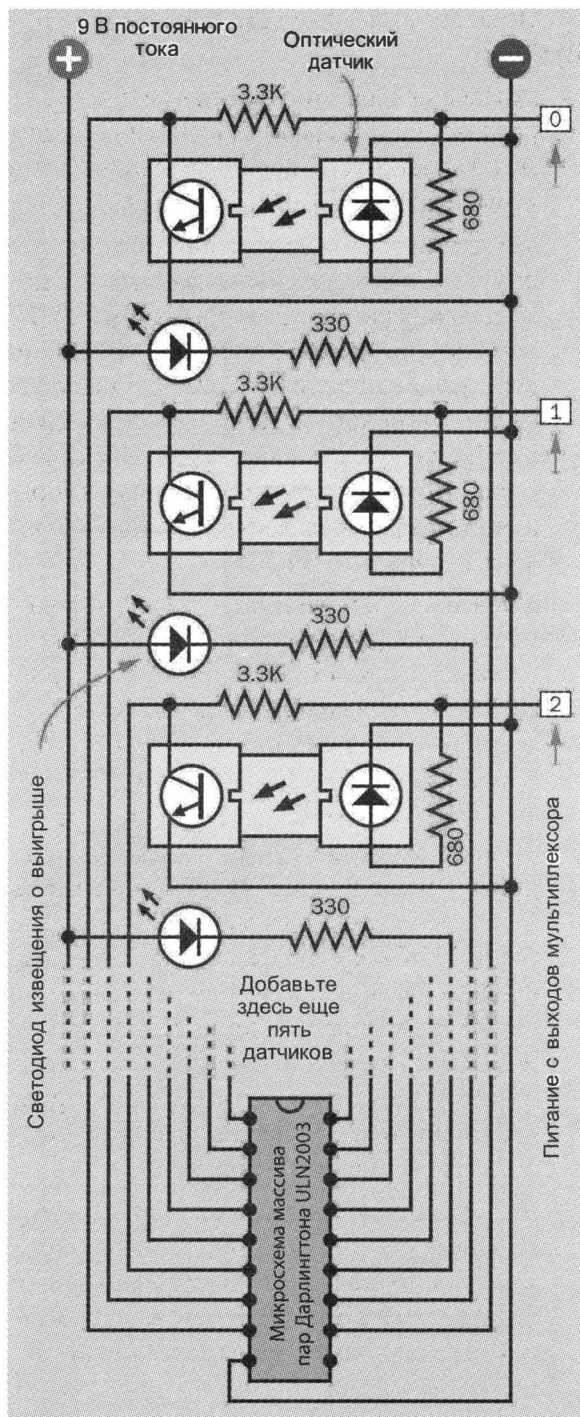 9 В постоянного
тока
Оптический
датчик
+
−
3.3K
0
680
330
3.3K
1
680
330
3.3K
2
680
330
Светодиод извещения о выигрыше
Добавьте
здесь еще
пять
датчиков
Питание с выходов мультиплексора
Микросхема массива
пар Дарлингтона ULN2003